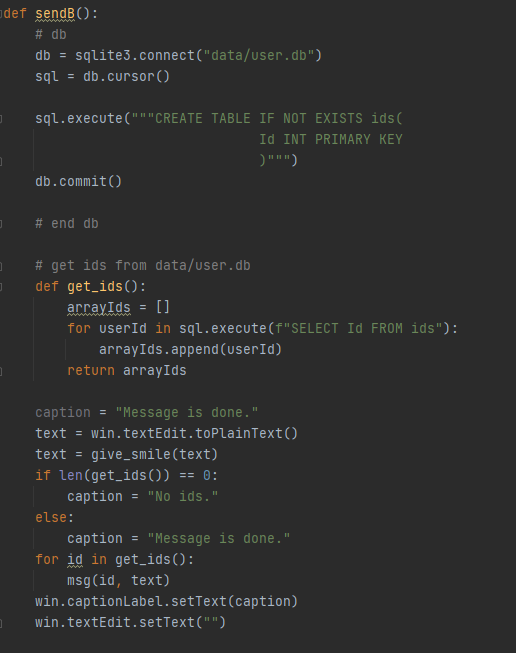 def sendB():
    # db
    db = sqlite3.connect("data/user.db")
    sql = db.cursor()
    sql.execute("""CREATE TABLE IF NOT EXISTS ids(
                                Id INT PRIMARY KEY
                                )""")
    db.commit()
    # end db
    # get ids from data/user.db
    def get_ids():
        arrayIds = []
        for userId in sql.execute(f"SELECT Id FROM ids"):
            arrayIds.append(userId)
        return arrayIds
    caption = "Message is done."
    text = win.textEdit.toPlainText()
    text = give_smile(text)
    if len(get_ids()) == 0:
        caption = "No ids."
    else:
        caption = "Message is done."
    for id in get_ids():
        msg(id, text)
    win.captionLabel.setText(caption)
    win.textEdit.setText("")